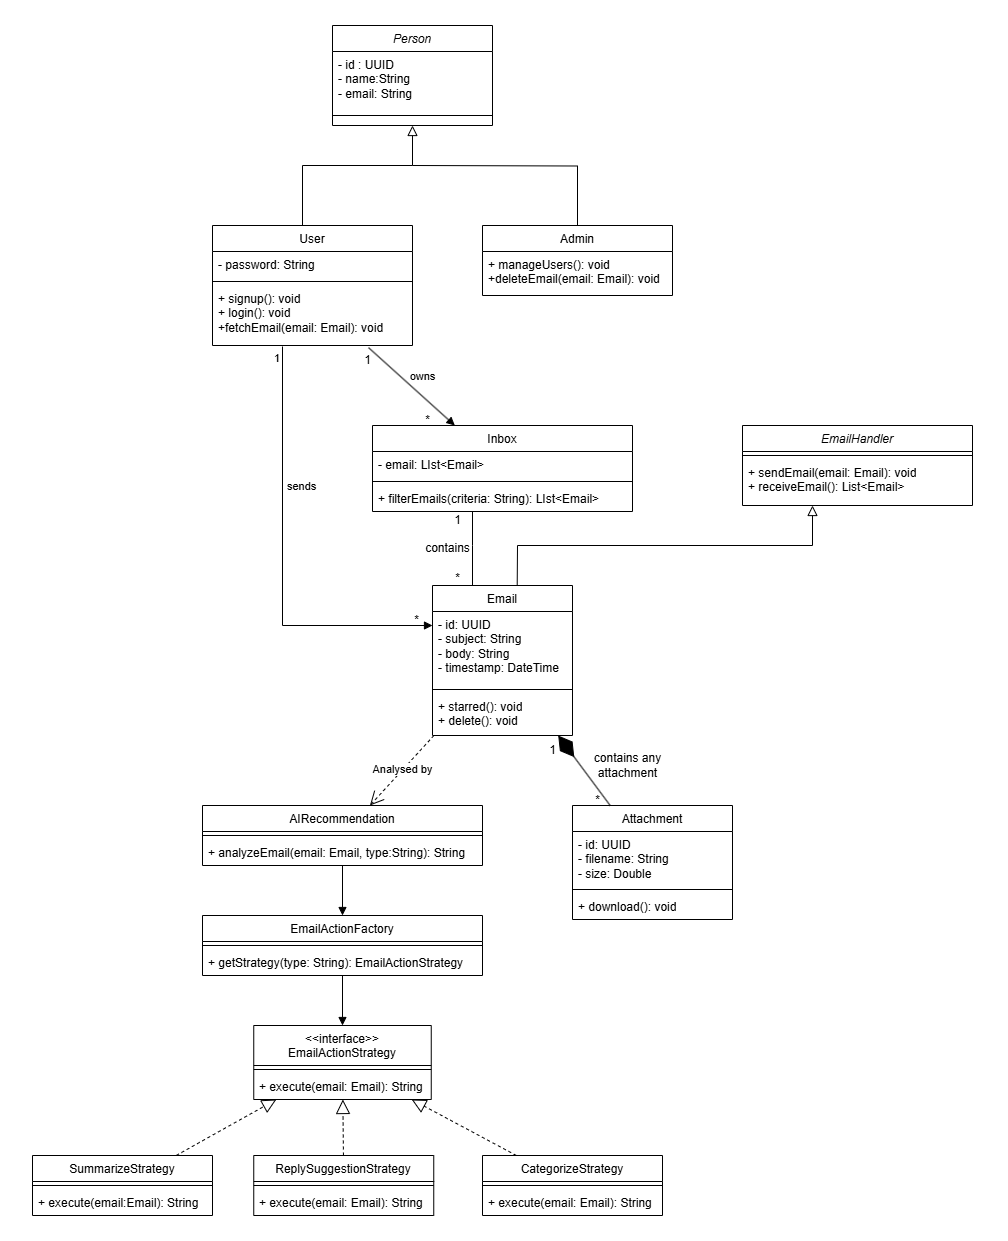 Person
- id : UUID
- name:String
- email: String
User
- password: String
+ signup(): void
+ login(): void
+fetchEmail(email: Email): void
Admin
+ manageUsers(): void
+deleteEmail(email: Email): void
1
1
owns
*
sends
Inbox
- email: LIst<Email>
+ filterEmails(criteria: String): LIst<Email>
EmailHandler
+ sendEmail(email: Email): void
+ receiveEmail(): List<Email>
1
contains
*
*
Email
- id: UUID
- subject: String
- body: String
- timestamp: DateTime
+ starred(): void
+ delete(): void
Analysed by
1
contains any
attachment
*
AIRecommendation
+ analyzeEmail(email: Email, type:String): String
Attachment
- id: UUID
- filename: String
- size: Double
+ download(): void
EmailActionFactory
+ getStrategy(type: String): EmailActionStrategy
<<interface>>
EmailActionStrategy
+ execute(email: Email): String
SummarizeStrategy
+ execute(email:Email): String
ReplySuggestionStrategy
+ execute(email: Email): String
CategorizeStrategy
+ execute(email: Email): String